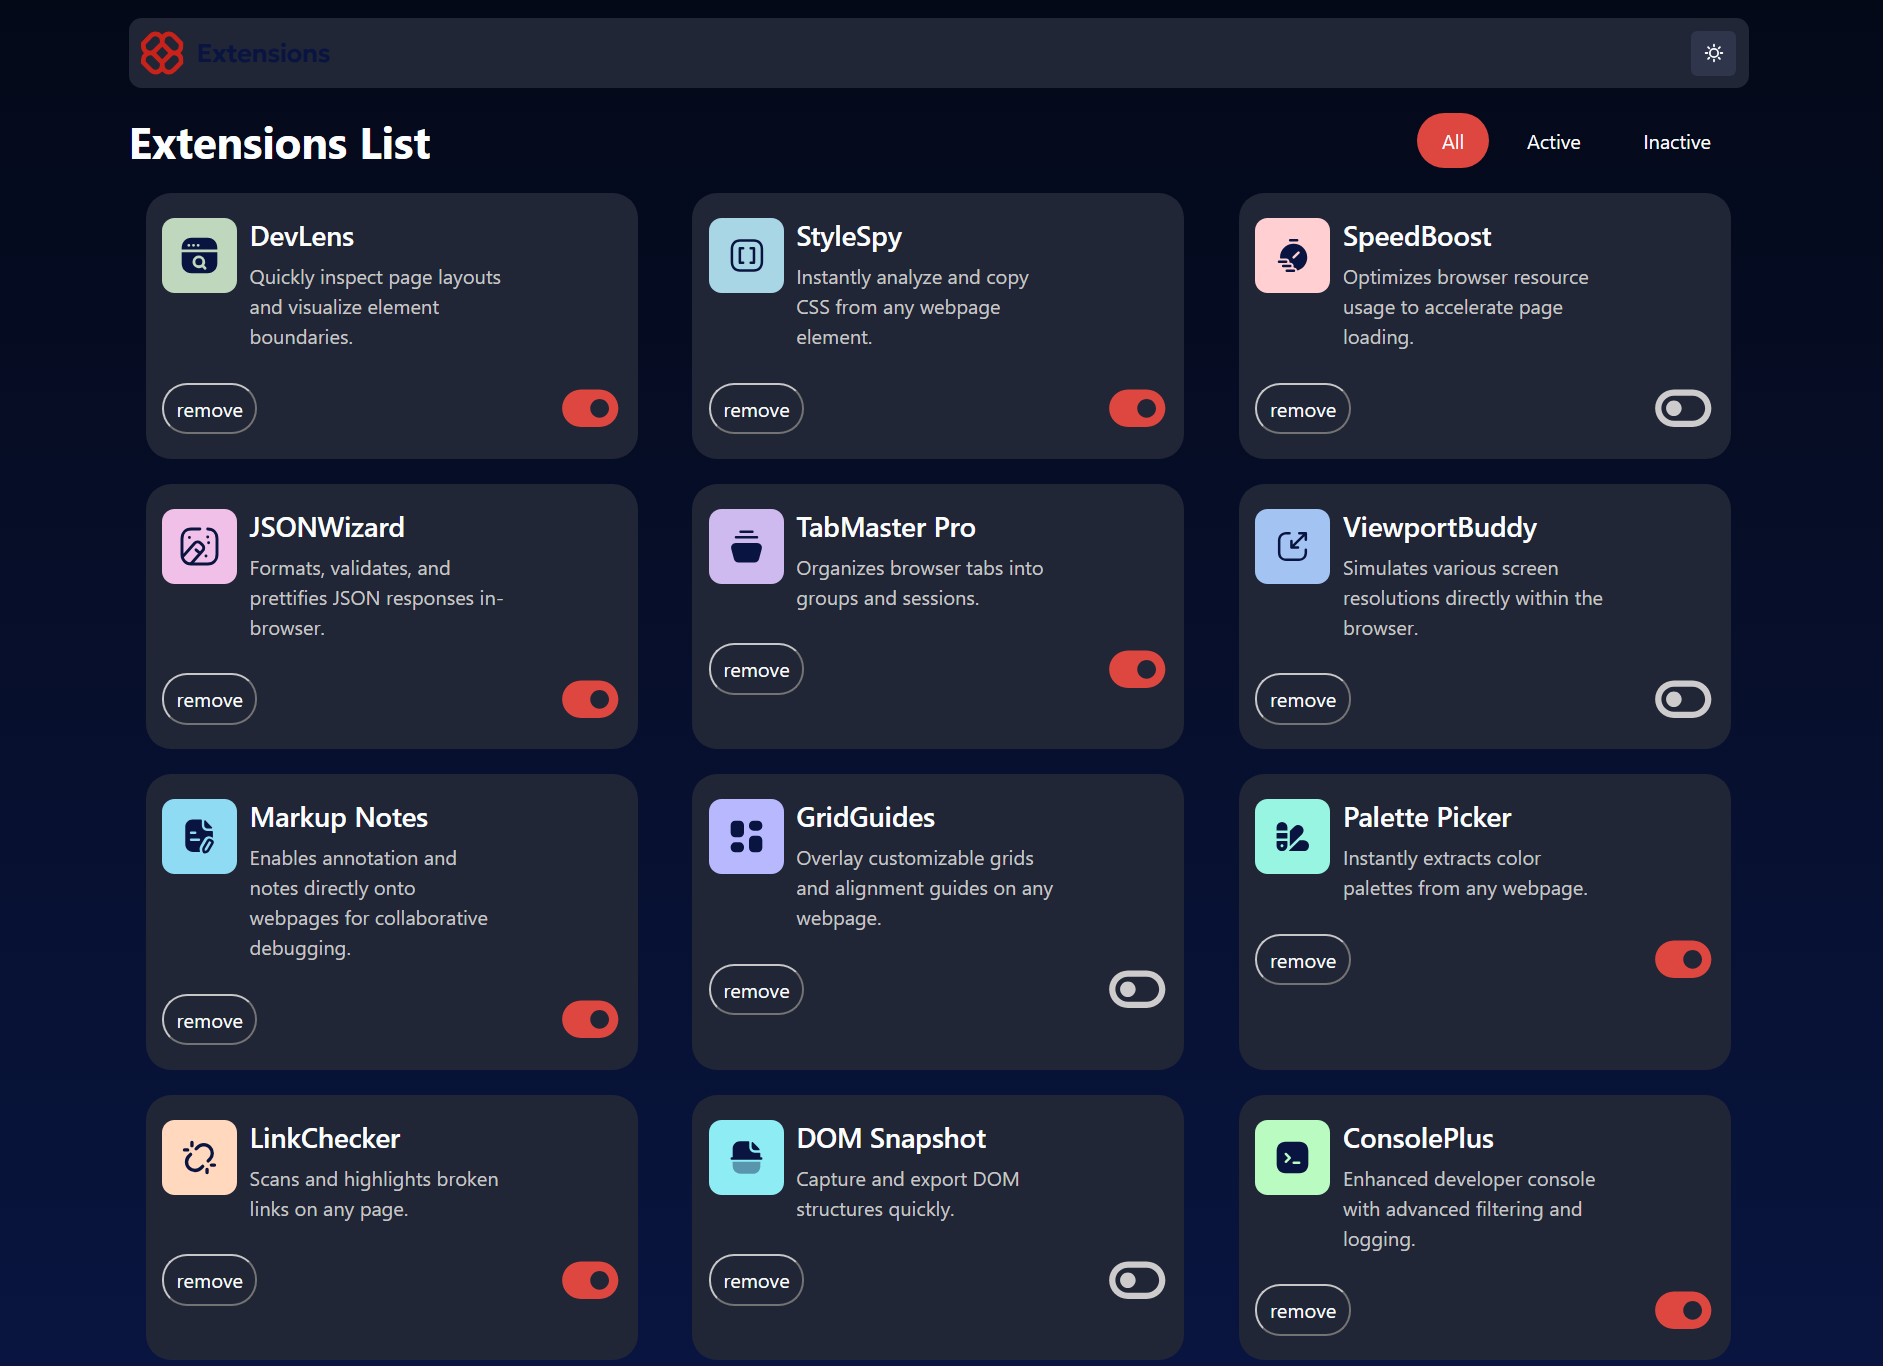 Extensions
Extensions List
All
Active
Inactive
DevLens
Quickly inspect page layouts
and visualize element
boundaries.
remove
StyleSpy
Instantly analyze and copy
CSS from any webpage
element.
remove
SpeedBoost
Optimizes browser resource
usage to accelerate page
loading.
remove
JSONWizard
Formats, validates, and
prettifies JSON responses in-
browser.
remove
TabMaster Pro
Organizes browser tabs into
groups and sessions.
remove
ViewportBuddy
Simulates various screen
resolutions directly within the
browser.
remove
Markup Notes
Enables annotation and
notes directly onto
webpages for collaborative
debugging.
remove
GridGuides
Overlay customizable grids
and alignment guides on any
webpage.
remove
Palette Picker
Instantly extracts color
palettes from any webpage.
remove
LinkChecker
Scans and highlights broken
links on any page.
remove
DOM Snapshot
Capture and export DOM
structures quickly.
remove
ConsolePlus
Enhanced developer console
with advanced filtering and
logging.
remove